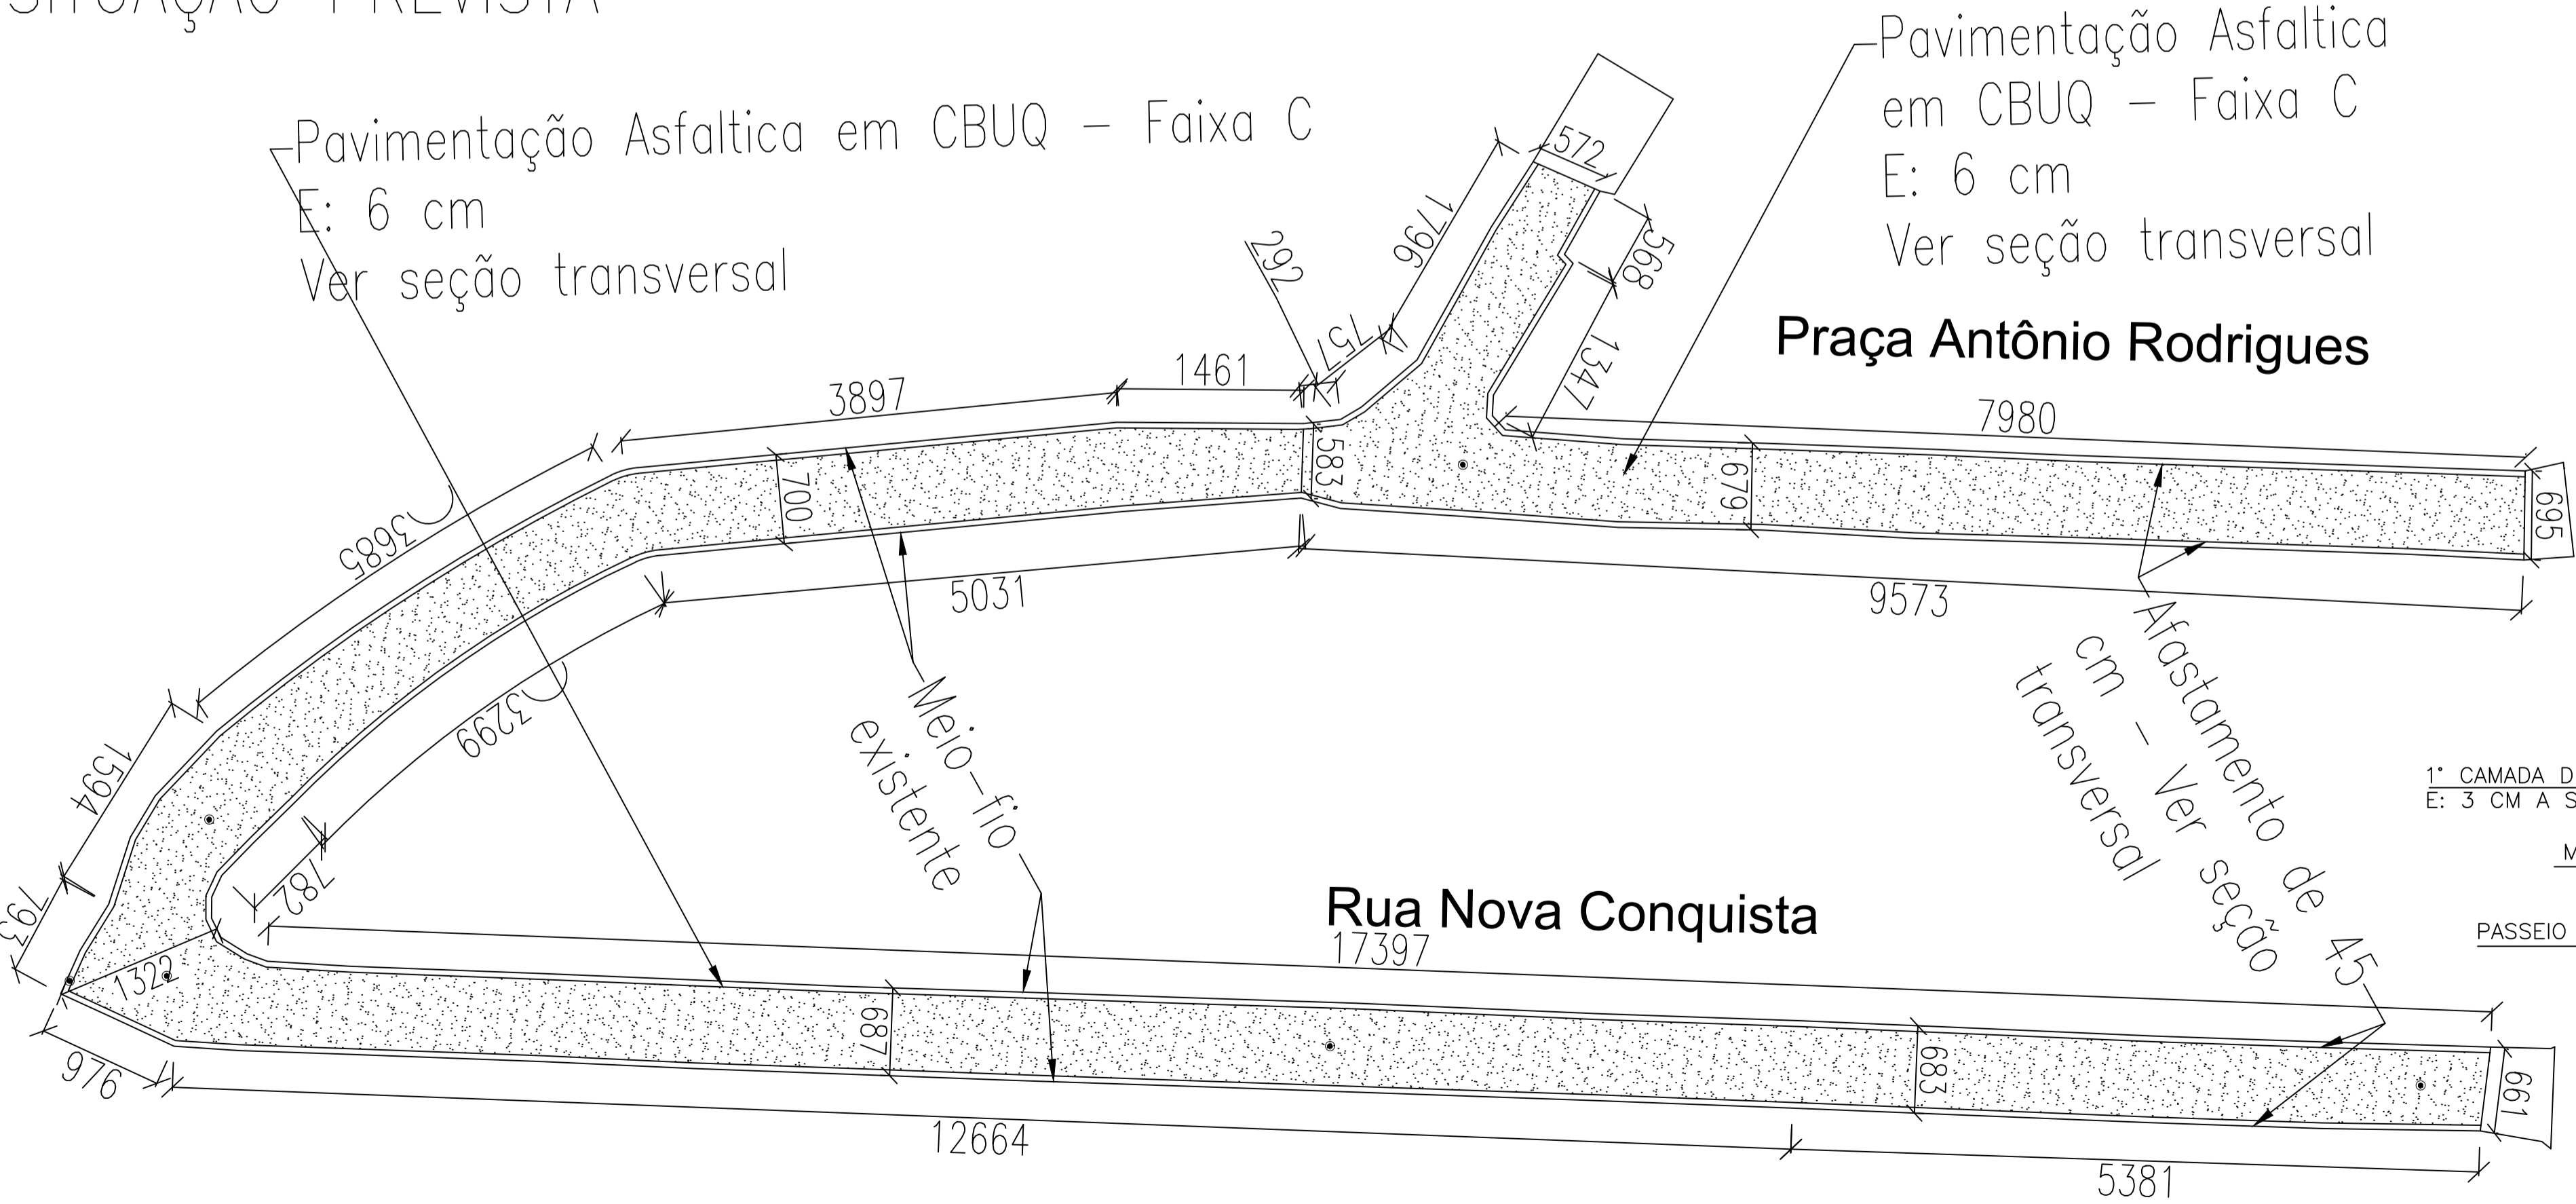 SITUAÇÃO PREVISTA
Pavimentação Asfaltica em CBUQ – Faixa C
E: 6 cm
Ver seção transversal
Pavimentação Asfaltica
em CBUQ – Faixa C
E: 6 cm
Ver seção transversal
Praça Antônio Rodrigues
572
1796
568
292
757
1347
1461
3897
7980
583
679
695
700
3685
5031
9573
Meio-fio
existente
Afastamento de 45
cm - Ver seção
transversal
3299
1594
782
793
1° CAMADA D
E: 3 CM A S
M
PASSEIO
Rua Nova Conquista
17397
1322
687
683
661
976
12664
5381